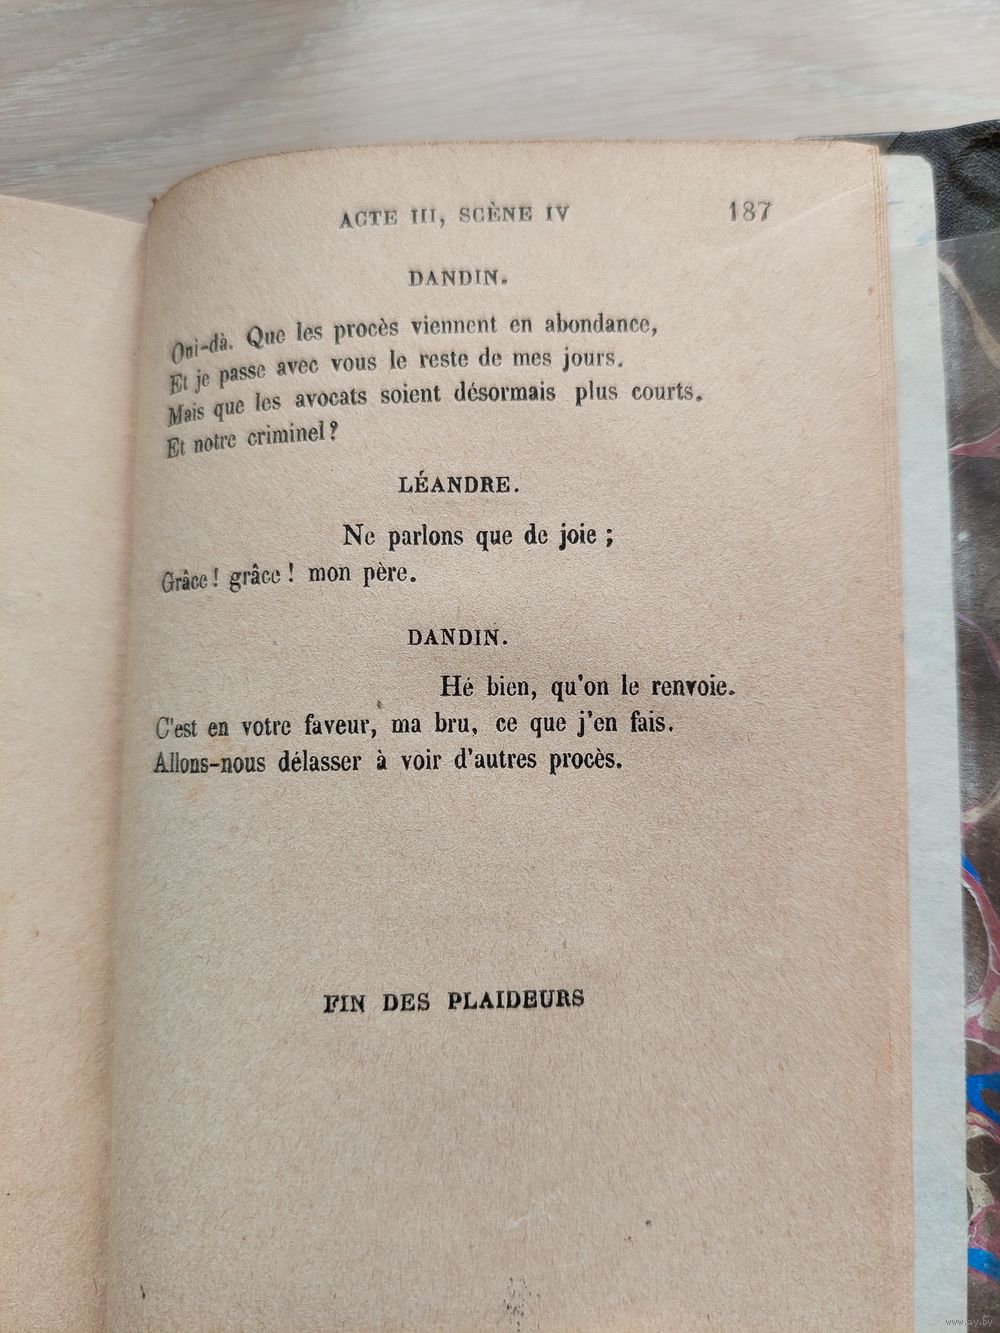 ACTE III, SCÈNE IV 187
DANDIN.
Oui-dà. Que les procès viennent en abondance,
Et je passe avec vous le reste de mes jours.
Mais que les avocats soient désormais plus courts.
Et notre criminel?
LÉANDRE.
Ne parlons que de joie ;
Grâce! grâce! mon père.
DANDIN.
Hé bien, qu'on le renvoie.
C'est en votre faveur, ma bru, ce que j'en fais.
Allons-nous délasser à voir d'autres procès.
FIN DES PLAIDEURS
www.ay.by